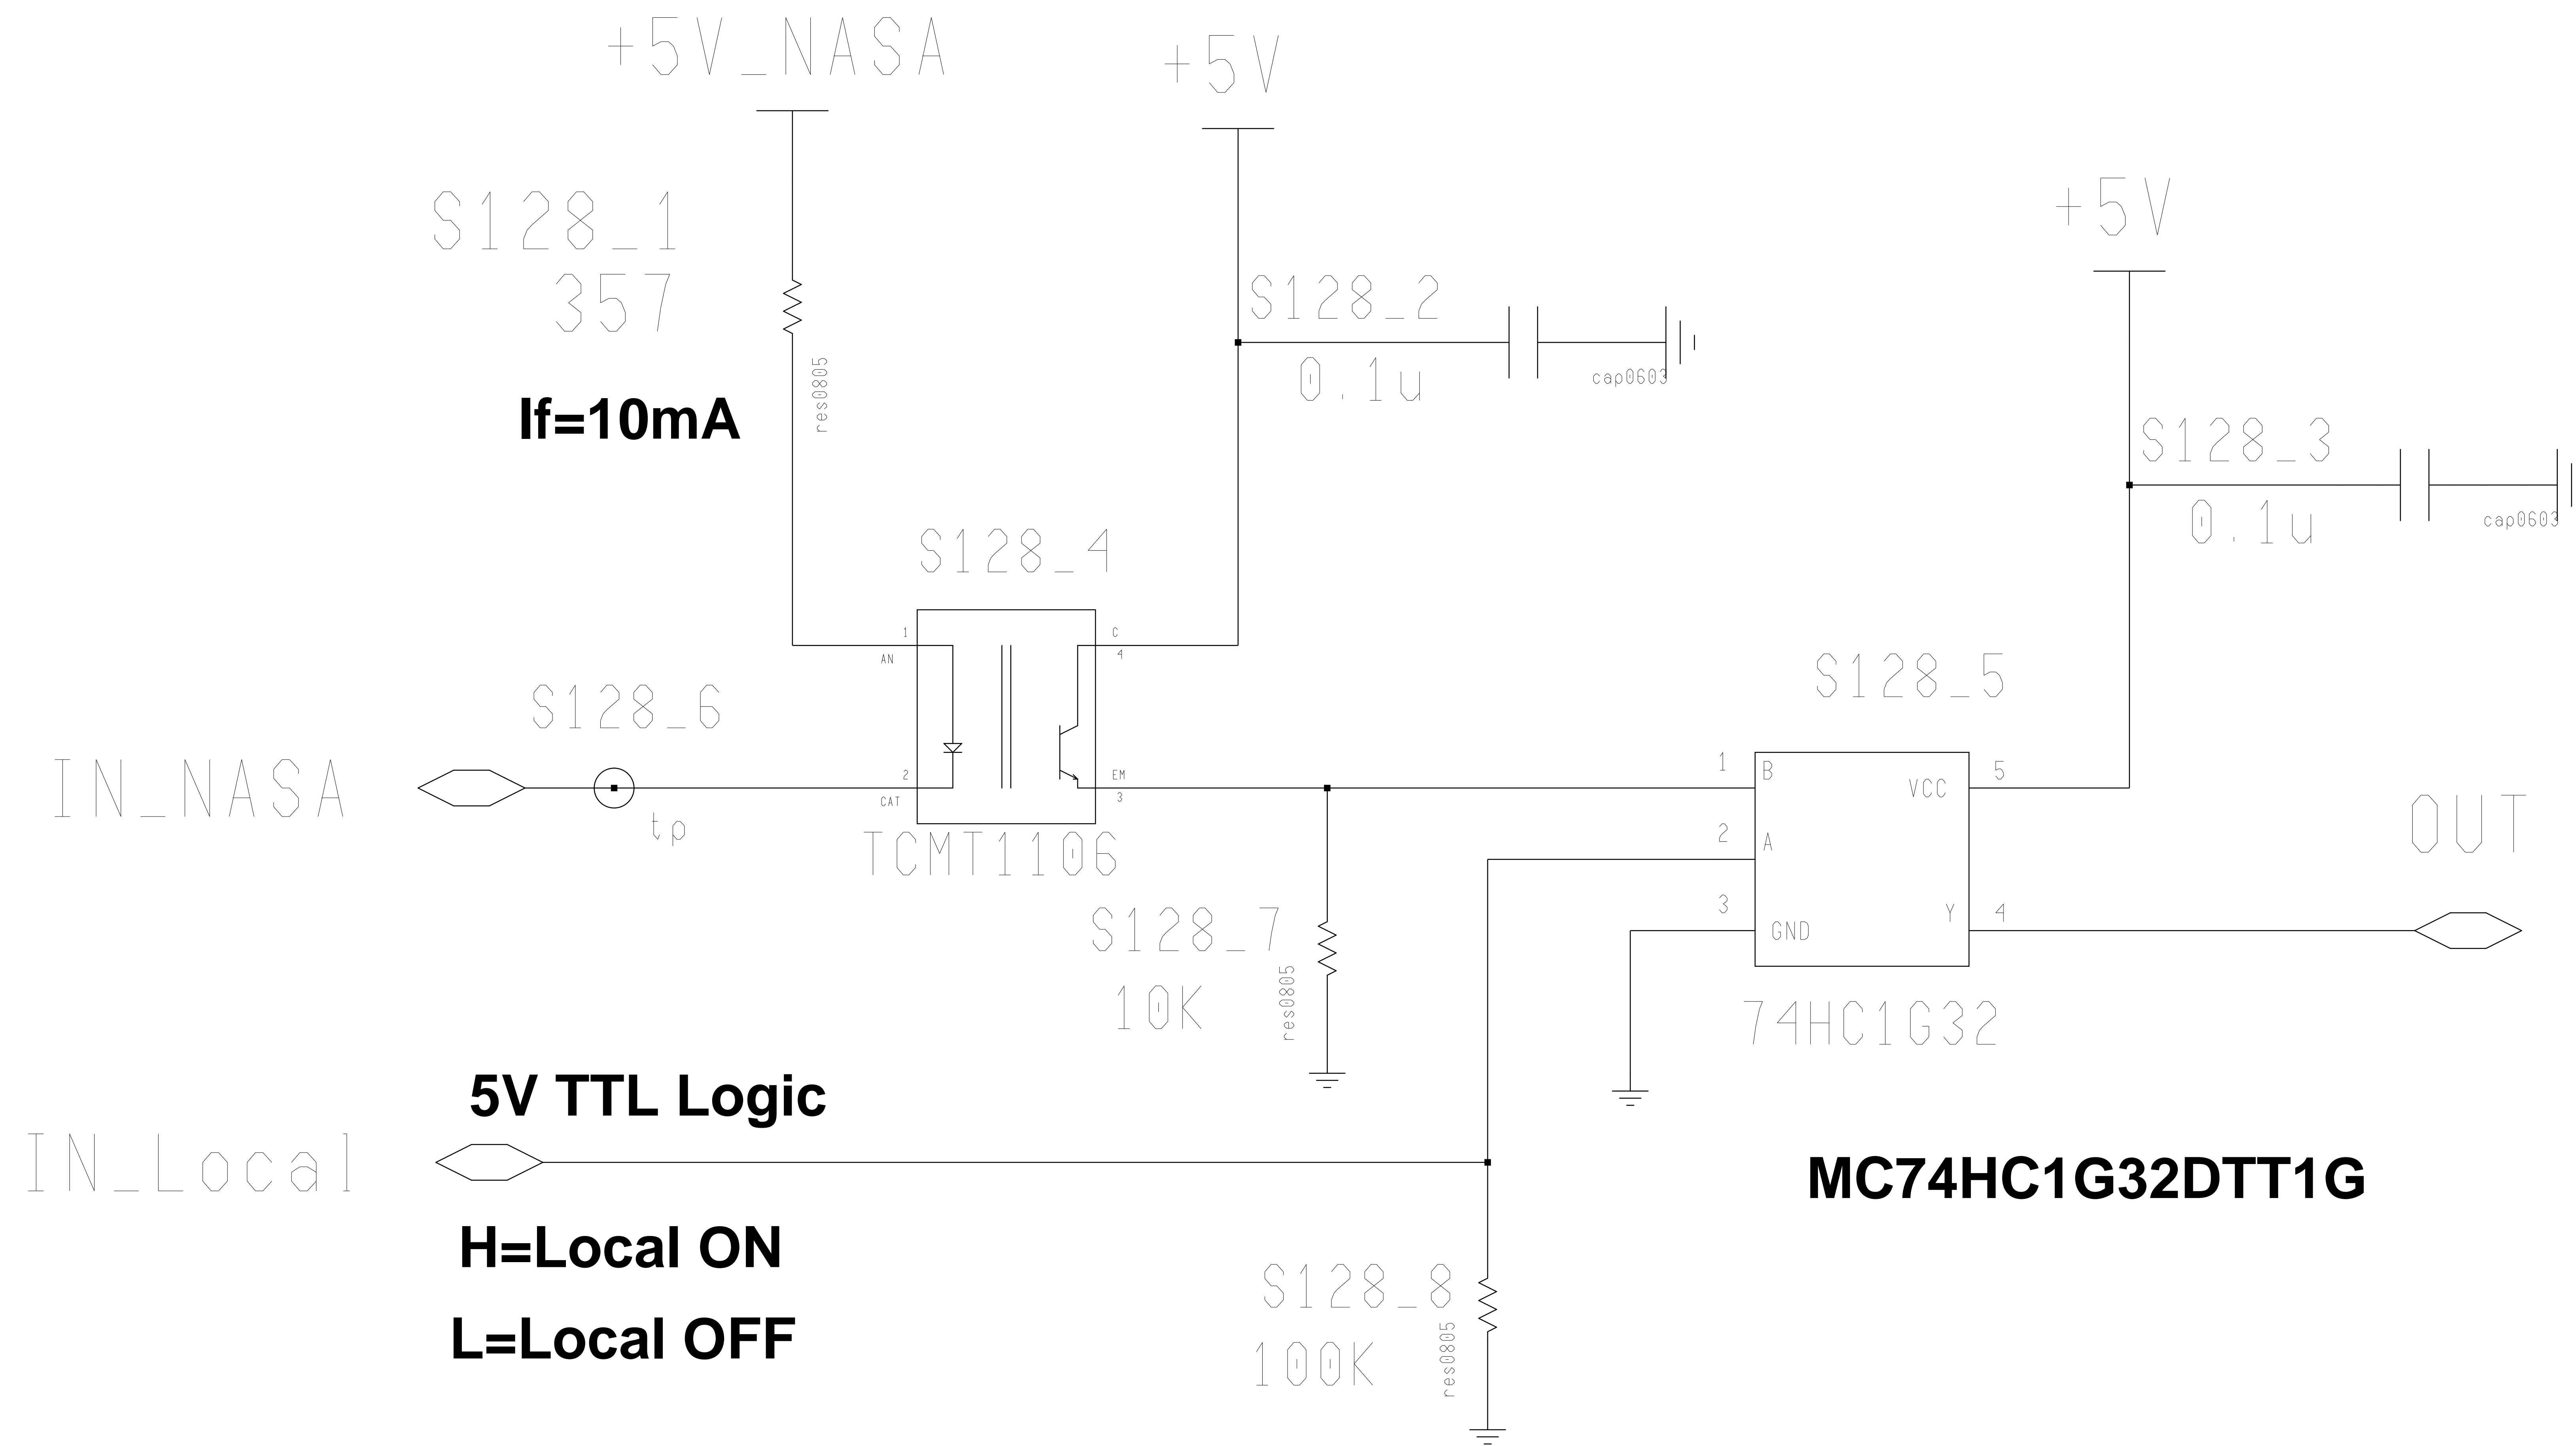 +5V_NASA
+5V
+5V
S128_1
357
res0805
If=10mA
S128_2
0.1u
cap0603
S128_3
0.1u
cap0603
S128_4
1
AN
C
4
2
CAT
EM
3
TCMT1106
S128_6
IN_NASA
tp
S128_5
1
B
VCC
5
2
A
3
GND
Y
4
74HC1G32
OUT
S128_7
10K
res0805
5V TTL Logic
IN_Local
H=Local ON
L=Local OFF
MC74HC1G32DTT1G
S128_8
100K
res0805